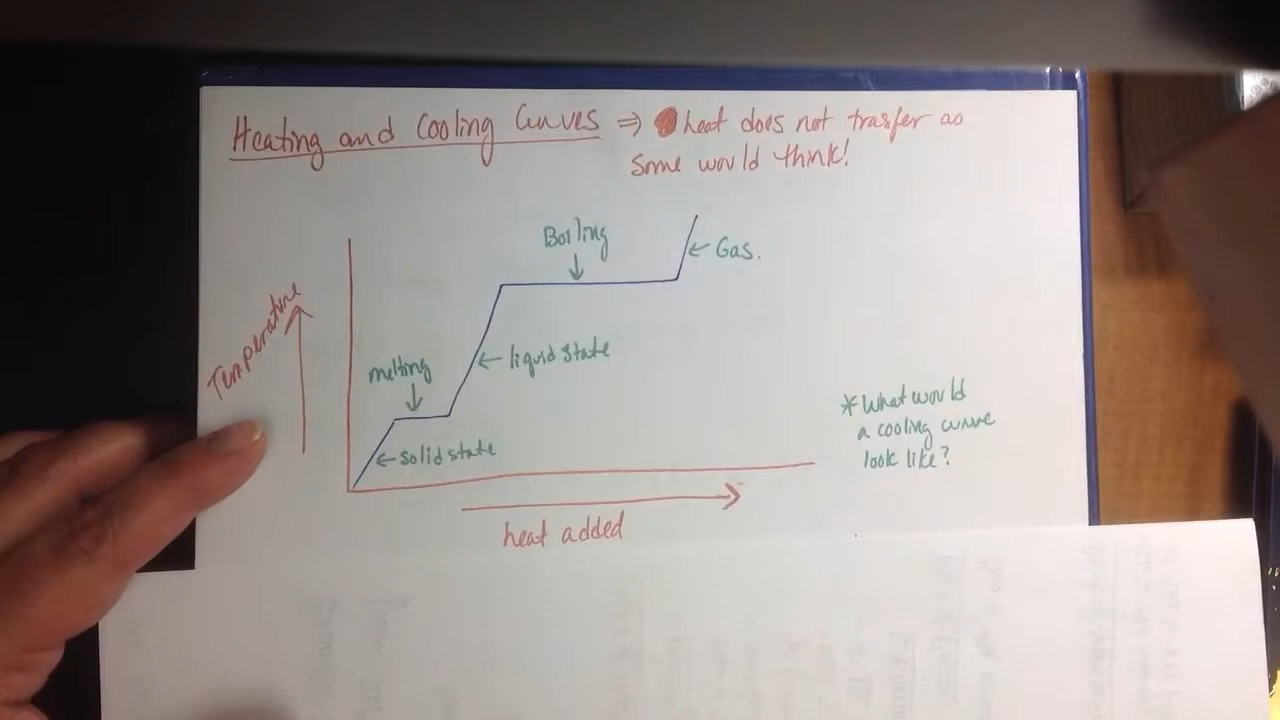 Heating and Cooling Curves ⇒ heat does not trasfer as
some would think!
Boiling
← Gas.
Temperature
melting
← liquid state
← solid state
* What would
a cooling curve
look like?
heat added